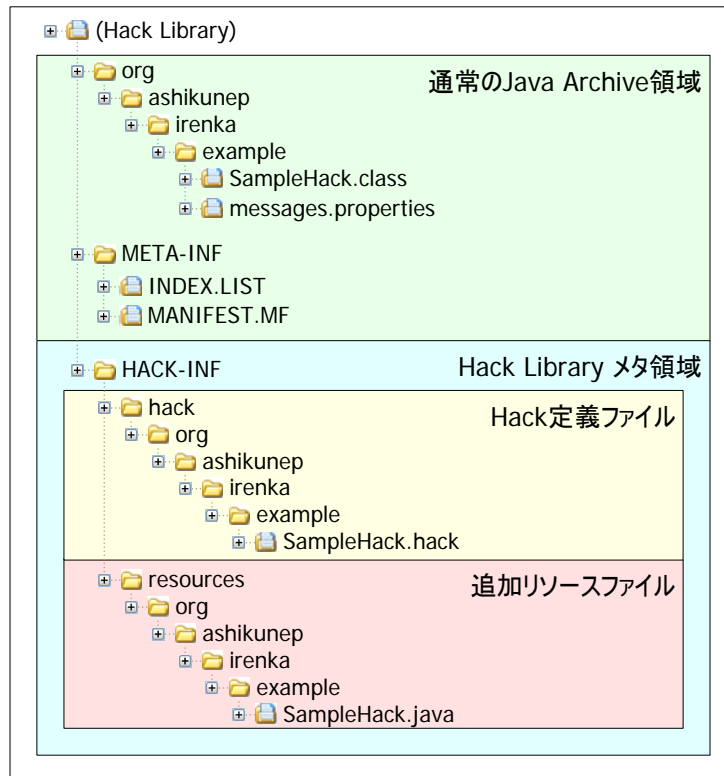 (Hack Library)
org
通常のJava Archive領域
ashikunep
irenka
example
SampleHack.class
messages.properties
META-INF
INDEX.LIST
MANIFEST.MF
HACK-INF
Hack Library メタ領域
hack
Hack定義ファイル
org
ashikunep
irenka
example
SampleHack.hack
resources
追加リソースファイル
org
ashikunep
irenka
example
SampleHack.java